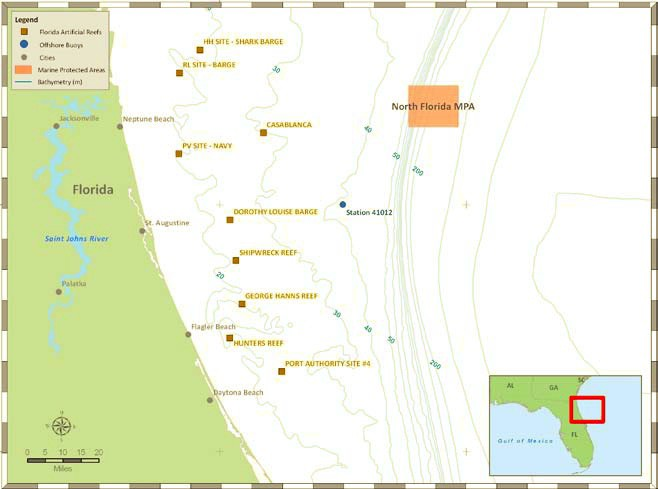 Legend
Florida Artificial Reefs
Offshore Buoys
Cities
Marine Protected Areas
Bathymetry (m)
HH SITE - SHARK BARGE
RL SITE - BARGE
30
North Florida MPA
Jacksonville
Neptune Beach
CASABLANCA
40
PV SITE - NAVY
50
200
Florida
Station 41012
DOROTHY LOUISE BARGE
St. Augustine
Saint Johns River
SHIPWRECK REEF
20
Palatka
GEORGE HANNS REEF
30
Flagler Beach
40
HUNTERS REEF
50
PORT AUTHORITY SITE #4
200
Daytona Beach
AL
GA
SC
FL
Gulf of Mexico
N
0 5 10 15 20
Miles